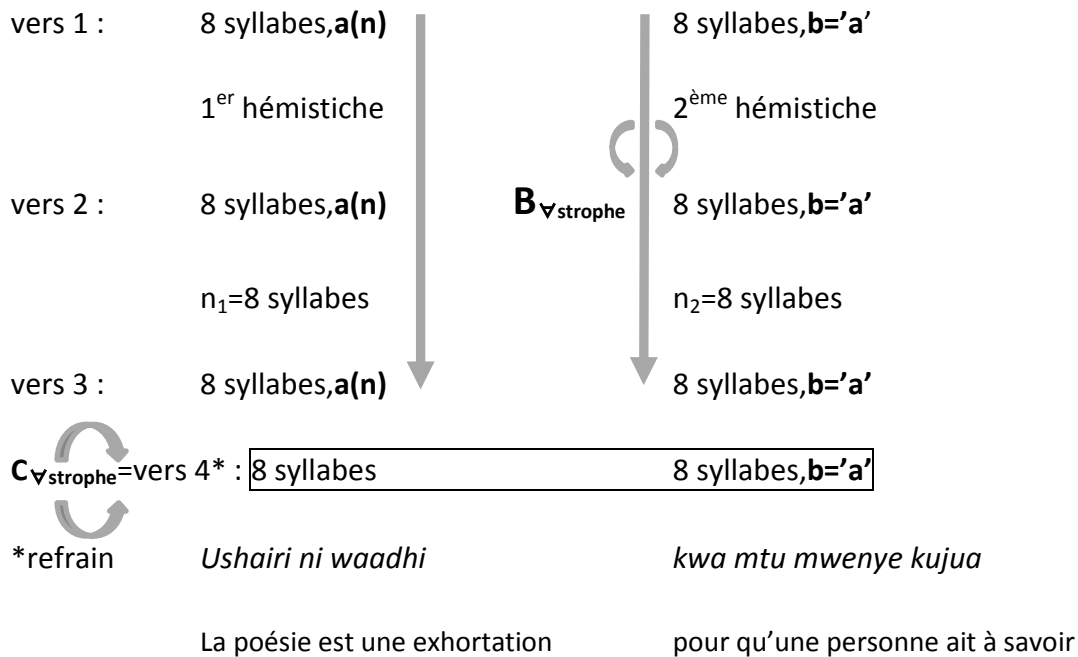 vers 1 : 8 syllabes,a(n) 8 syllabes,b='a'
1er hémistiche 2ème hémistiche
vers 2 : 8 syllabes,a(n) B∀strophe 8 syllabes,b='a'
n1=8 syllabes n2=8 syllabes
vers 3 : 8 syllabes,a(n) 8 syllabes,b='a'
C∀strophe=vers 4* : 8 syllabes 8 syllabes,b='a'
*refrain Ushairi ni waadhi kwa mtu mwenye kujua
La poésie est une exhortation pour qu'une personne ait à savoir